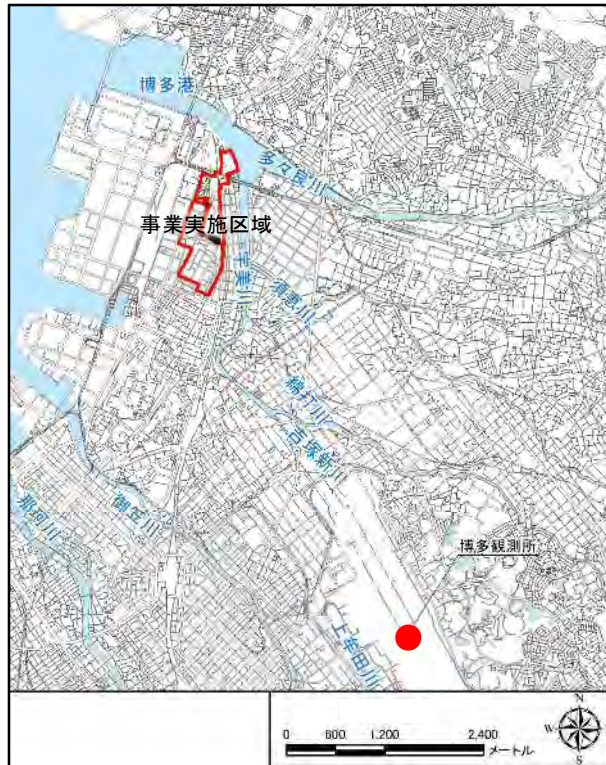 博多港
多々良川
事業実施区域
宇美川
須恵川
綿打川
西塚新川
御笠川
那珂川
博多観測所
上牟田川
0 600 1,200 2,400
メートル
N
W
E
S